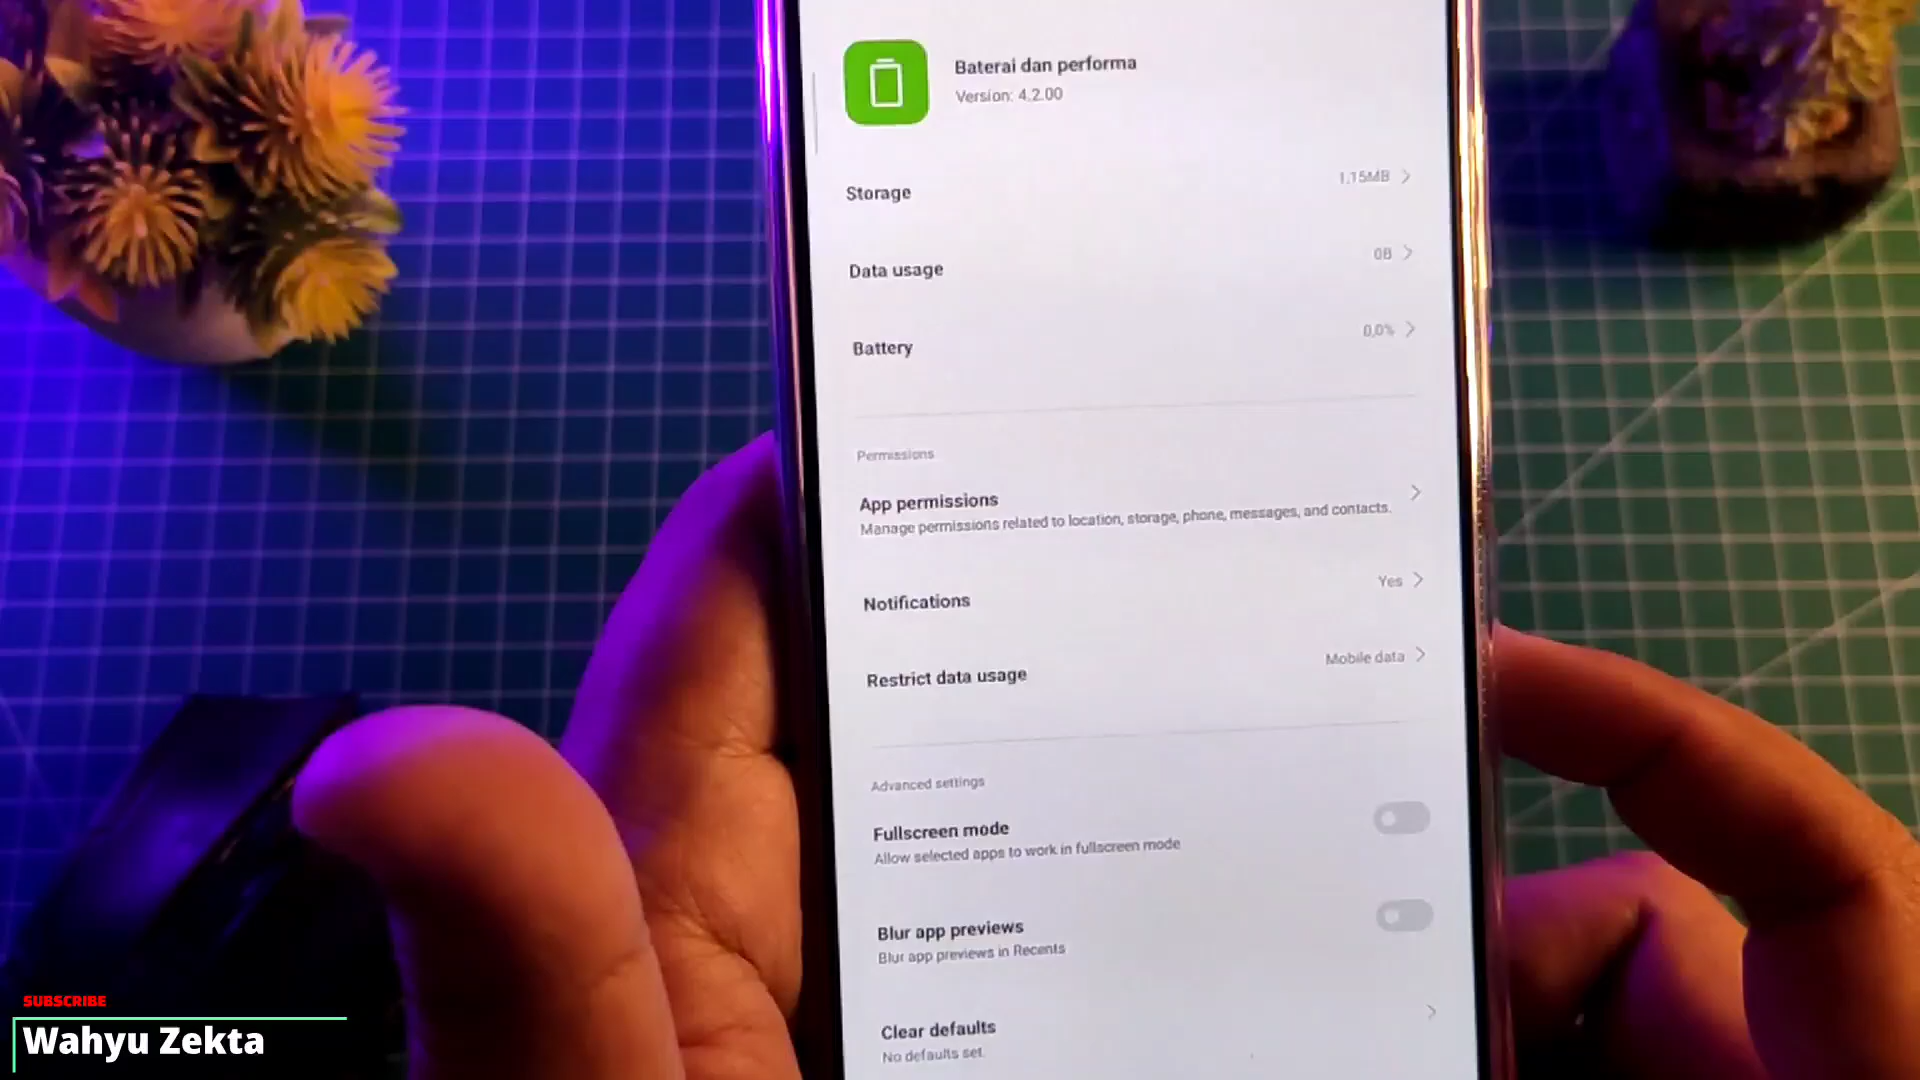 Baterai dan performa
Version: 4.2.00
Storage
1,15MB
Data usage
0B
Battery
0,0%
Permissions
App permissions
Manage permissions related to location, storage, phone, messages, and contacts.
Notifications
Yes
Restrict data usage
Mobile data
Advanced settings
Fullscreen mode
Allow selected apps to work in fullscreen mode
Blur app previews
Blur app previews in Recents
Clear defaults
No defaults set.
SUBSCRIBE
Wahyu Zekta